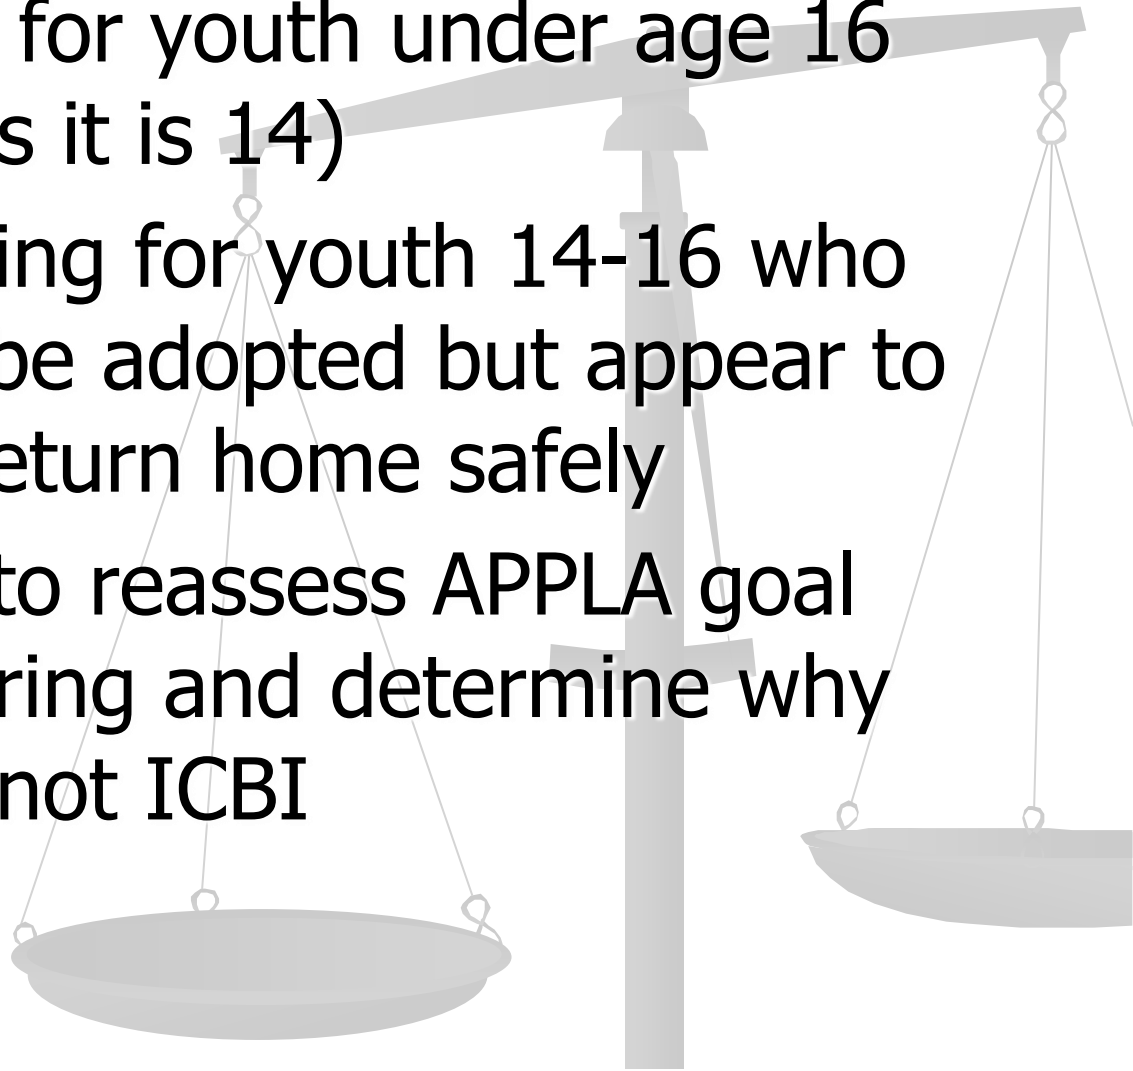 for youth under age 16
s it is 14)
ing for youth 14-16 who
be adopted but appear to
eturn home safely
to reassess APPLA goal
ring and determine why
not ICBI